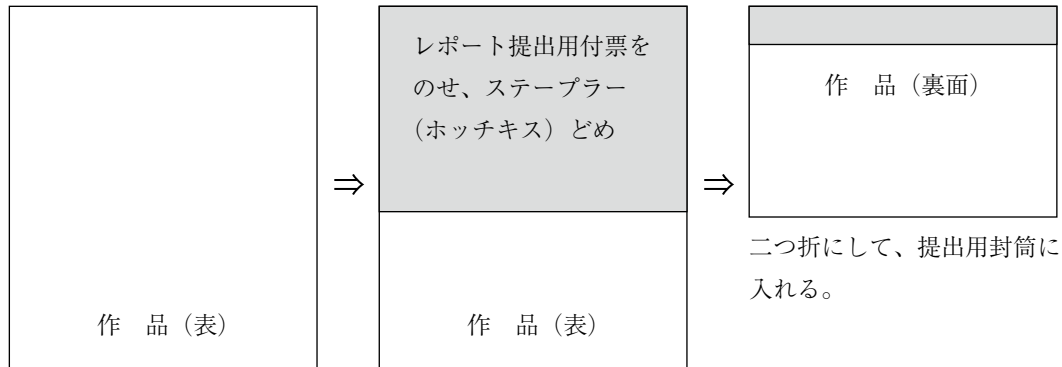 作　品（表）
⇒
レポート提出用付票を
のせ、ステープラー
（ホッチキス）どめ
作　品（表）
⇒
作　品（裏面）
二つ折にして、提出用封筒に
入れる。